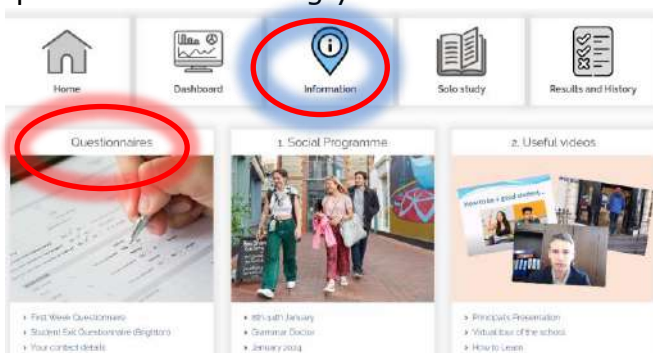 Home Dashboard Information Solo study Results and History
Questionnaires 1. Social Programme 2. Useful videos
How to be a good student...
› First Week Questionnaire
› Student Exit Questionnaire (Brighton)
› Your contact details
› 8th-14th January
› Grammar Doctor
› January 2024
› Principal's Presentation
› Virtual tour of the school
› How to Learn